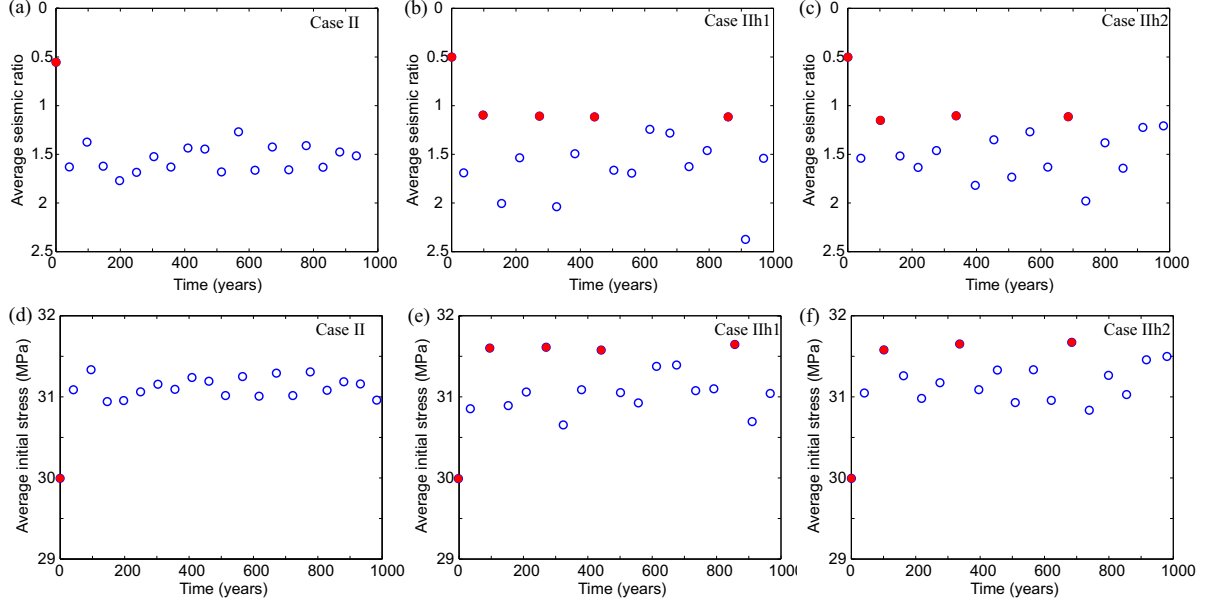 (a)
Case II
0
0.5
1
1.5
2
2.5
Average seismic ratio
0 200 400 600 800 1000
Time (years)
(b)
Case IIh1
0
0.5
1
1.5
2
2.5
Average seismic ratio
0 200 400 600 800 1000
Time (years)
(c)
Case IIh2
0
0.5
1
1.5
2
2.5
Average seismic ratio
0 200 400 600 800 1000
Time (years)
(d)
Case II
32
31
30
29
Average initial stress (MPa)
0 200 400 600 800 1000
Time (years)
(e)
Case IIh1
32
31
30
29
Average initial stress (MPa)
0 200 400 600 800 100
Time (years)
(f)
Case IIh2
32
31
30
29
Average initial stress (MPa)
0 200 400 600 800 1000
Time (years)